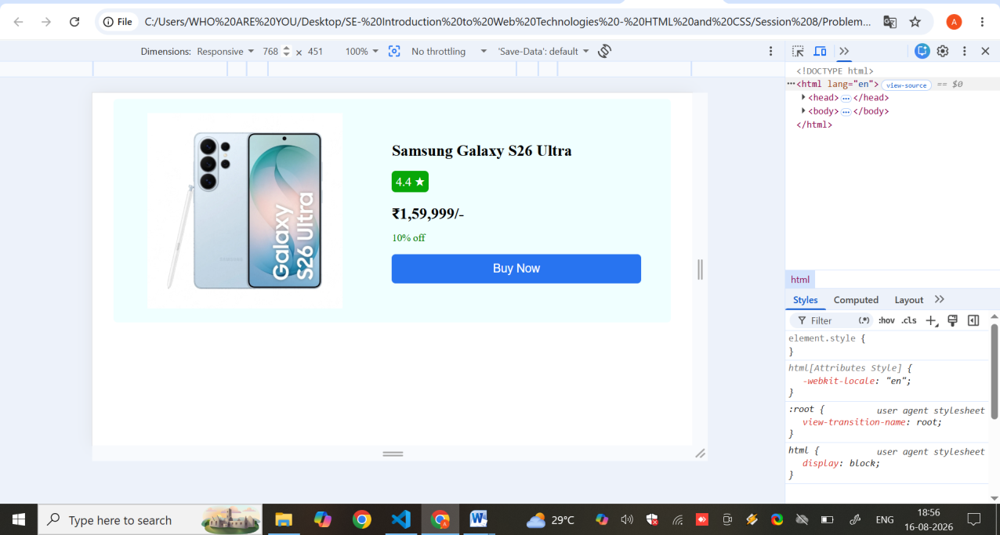 File C:/Users/WHO%20ARE%20YOU/Desktop/SE-%20Introduction%20to%20Web%20Technologies%20-%20HTML%20and%20CSS/Session%208/Problem... A
Dimensions: Responsive 768 × 451 100% No throttling 'Save-Data': default
Samsung Galaxy S26 Ultra
4.4 ★
₹1,59,999/-
10% off
Buy Now
Galaxy
S26 Ultra
SAMSUNG
<!DOCTYPE html>
<html lang="en"> view-source == $0
<head> </head>
<body> </body>
</html>
html
Styles Computed Layout
Filter (.*) :hov .cls
element.style {
}
html[Attributes Style] {
-webkit-locale: "en";
}
:root { user agent stylesheet
view-transition-name: root;
}
html { user agent stylesheet
display: block;
}
Type here to search
29°C
ENG
18:56
16-08-2026